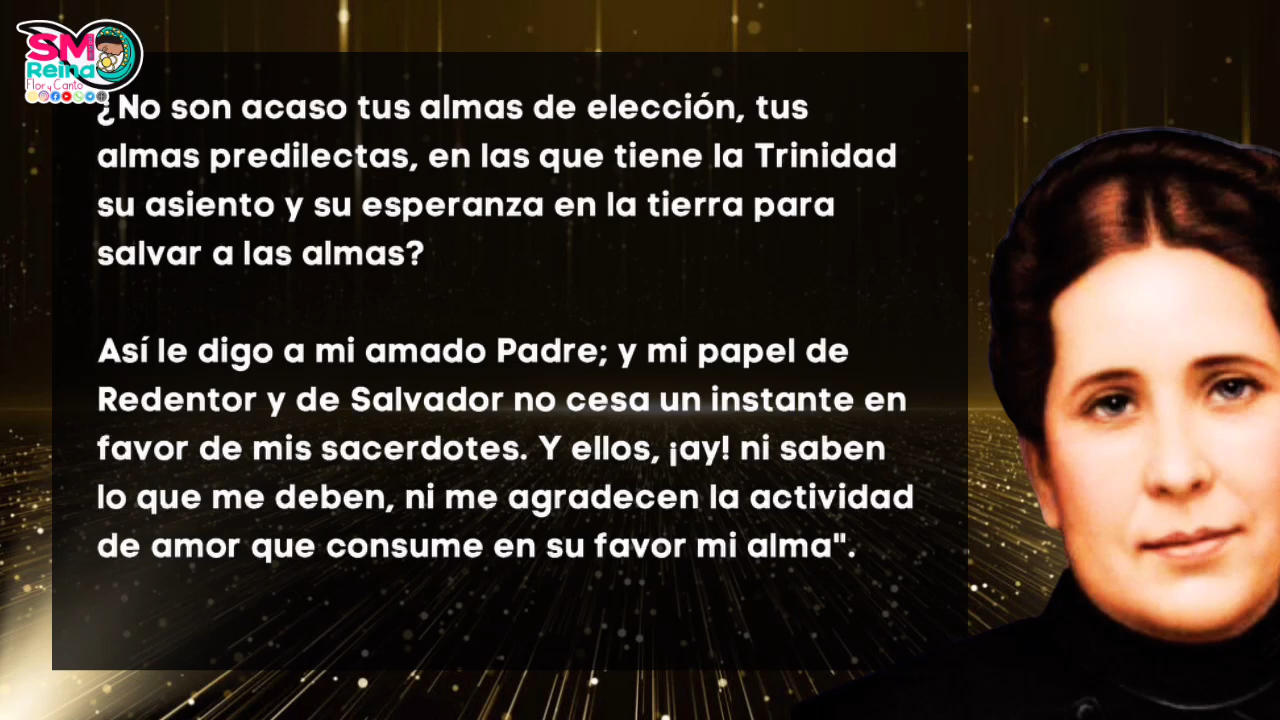 SM
Reina
Flor y Canto
¿No son acaso tus almas de elección, tus
almas predilectas, en las que tiene la Trinidad
su asiento y su esperanza en la tierra para
salvar a las almas?
Así le digo a mi amado Padre; y mi papel de
Redentor y de Salvador no cesa un instante en
favor de mis sacerdotes. Y ellos, ¡ay! ni saben
lo que me deben, ni me agradecen la actividad
de amor que consume en su favor mi alma".